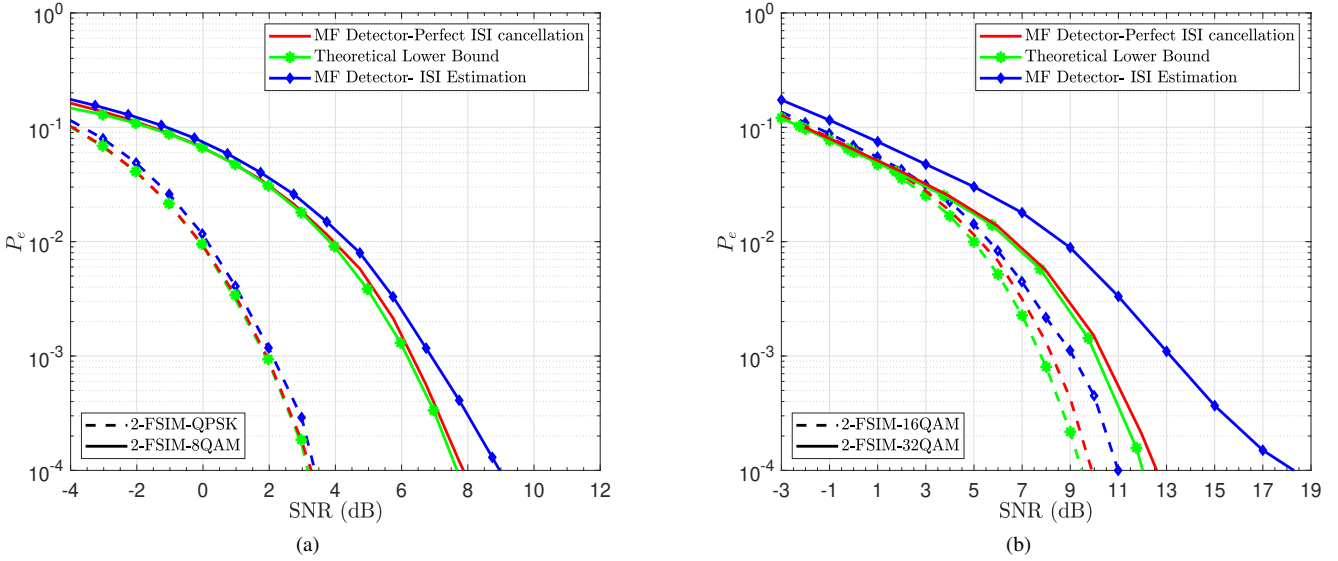 10^0
10^-1
10^-2
10^-3
10^-4
P_e
MF Detector-Perfect ISI cancellation
Theoretical Lower Bound
MF Detector- ISI Estimation
2-FSIM-QPSK
2-FSIM-8QAM
-4 -2 0 2 4 6 8 10 12
SNR (dB)
(a)
10^0
10^-1
10^-2
10^-3
10^-4
P_e
MF Detector-Perfect ISI cancellation
Theoretical Lower Bound
MF Detector- ISI Estimation
2-FSIM-16QAM
2-FSIM-32QAM
-3 -1 1 3 5 7 9 11 13 15 17 19
SNR (dB)
(b)